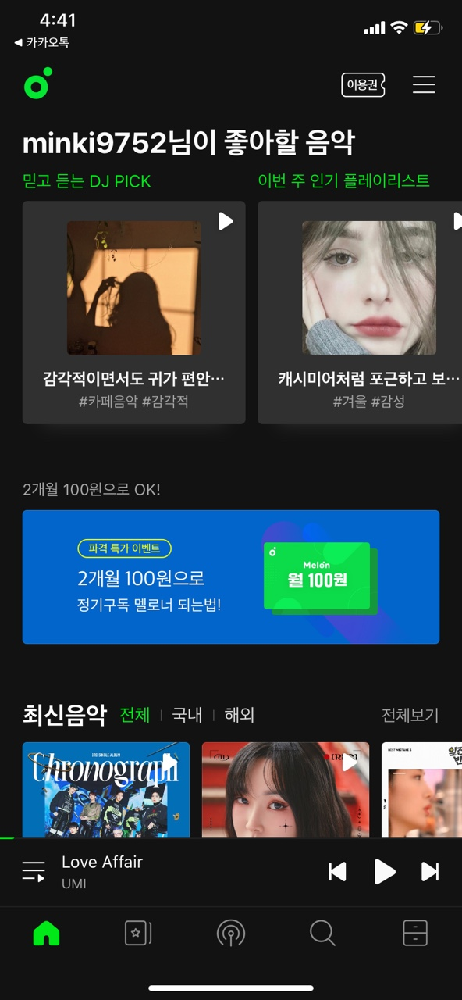 4:41
◀ 카카오톡
이용권
minki9752님이 좋아할 음악
믿고 듣는 DJ PICK
이번 주 인기 플레이리스트
감각적이면서도 귀가 편안…
#카페음악 #감각적
캐시미어처럼 포근하고 보…
#겨울 #감성
2개월 100원으로 OK!
파격 특가 이벤트
2개월 100원으로
정기구독 멜로너 되는법!
Melon
월 100원
최신음악 전체 국내 해외 전체보기
3RD SINGLE ALBUM
Chronograph
BEST MISTAKE 3
Love Affair
UMI